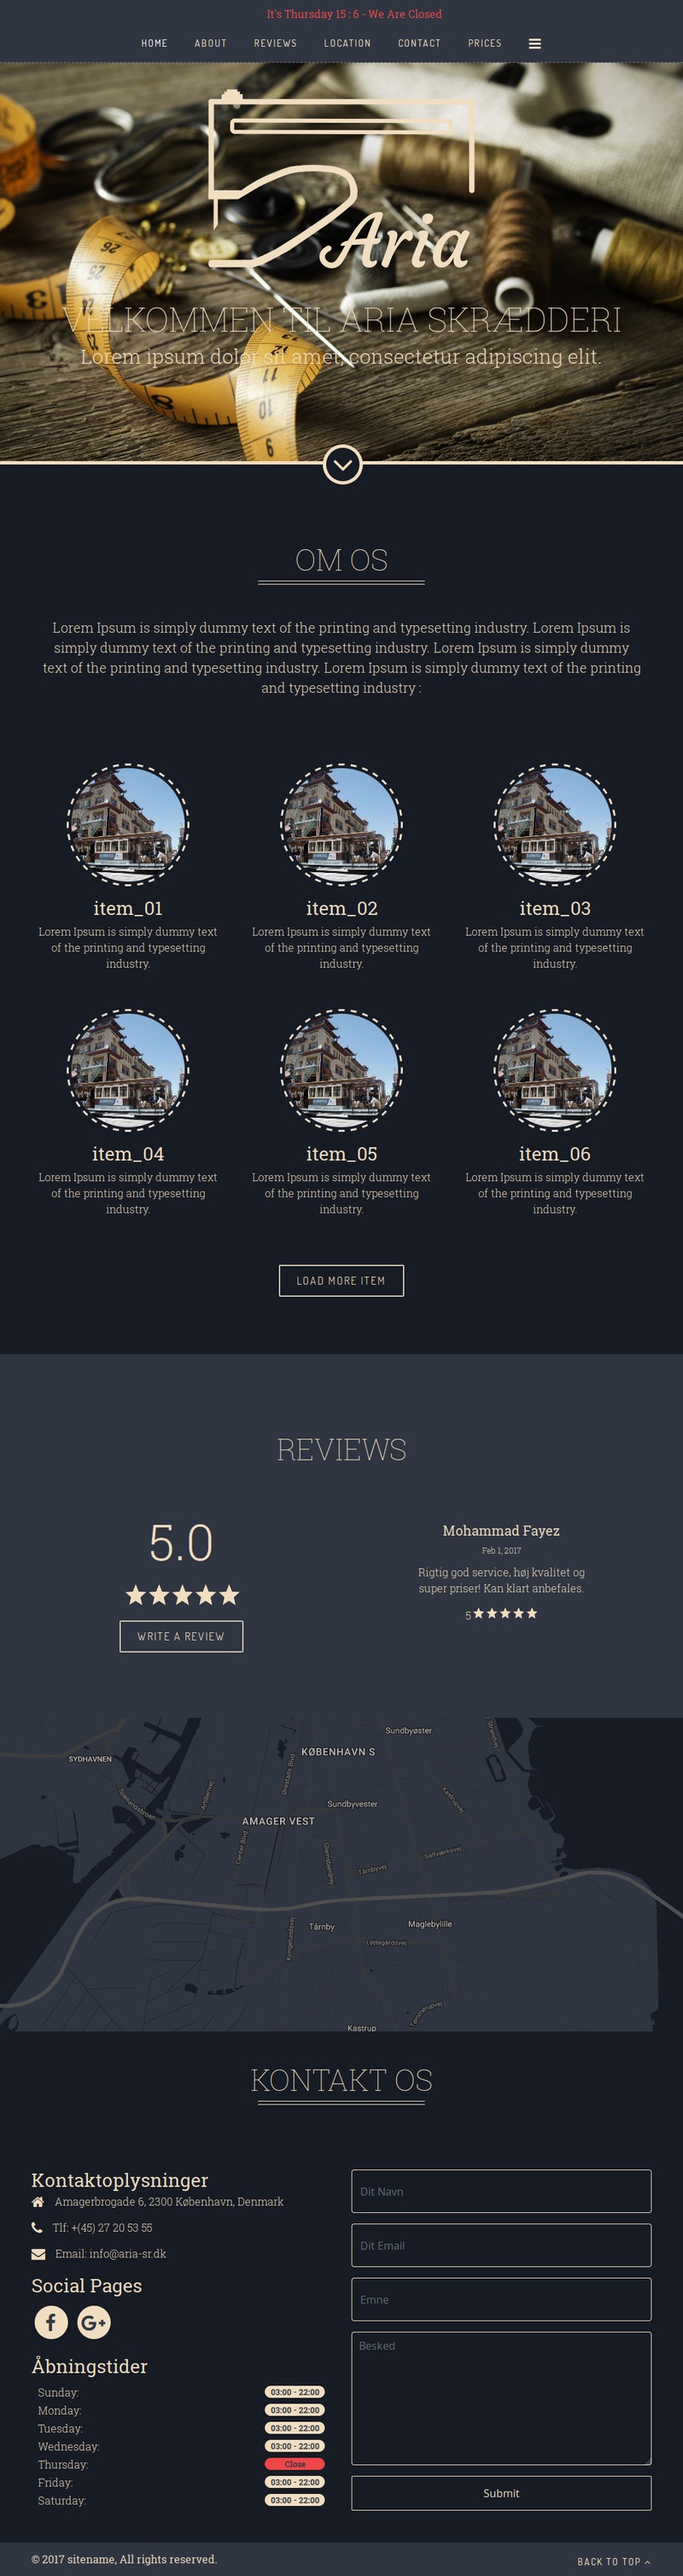 It's Thursday 15 : 6 - We Are Closed
HOME ABOUT REVIEWS LOCATION CONTACT PRICES
Aria
VELKOMMEN TIL ARIA SKRÆDDERI
Lorem ipsum dolor sit amet, consectetur adipiscing elit.
OM OS
Lorem Ipsum is simply dummy text of the printing and typesetting industry. Lorem Ipsum is
simply dummy text of the printing and typesetting industry. Lorem Ipsum is simply dummy
text of the printing and typesetting industry. Lorem Ipsum is simply dummy text of the printing
and typesetting industry :
item_01
Lorem Ipsum is simply dummy text
of the printing and typesetting
industry.
item_02
Lorem Ipsum is simply dummy text
of the printing and typesetting
industry.
item_03
Lorem Ipsum is simply dummy text
of the printing and typesetting
industry.
item_04
Lorem Ipsum is simply dummy text
of the printing and typesetting
industry.
item_05
Lorem Ipsum is simply dummy text
of the printing and typesetting
industry.
item_06
Lorem Ipsum is simply dummy text
of the printing and typesetting
industry.
LOAD MORE ITEM
REVIEWS
5.0
WRITE A REVIEW
Mohammad Fayez
Feb 1, 2017
Rigtig god service, høj kvalitet og
super priser! Kan klart anbefales.
5
Sundbyøster
KØBENHAVN S
SYDHAVNEN
Sundbyvester
AMAGER VEST
Center Blvd
Tårnbyvej
Saltværksvej
Tårnby
Maglebylille
Løjtegårdsvej
Kastrup
KONTAKT OS
Kontaktoplysninger
Amagerbrogade 6, 2300 København, Denmark
Tlf: +(45) 27 20 53 55
Email: info@aria-sr.dk
Social Pages
Åbningstider
Sunday: 03:00 - 22:00
Monday: 03:00 - 22:00
Tuesday: 03:00 - 22:00
Wednesday: 03:00 - 22:00
Thursday: Close
Friday: 03:00 - 22:00
Saturday: 03:00 - 22:00
Dit Navn
Dit Email
Emne
Besked
Submit
© 2017 sitename, All rights reserved.
BACK TO TOP